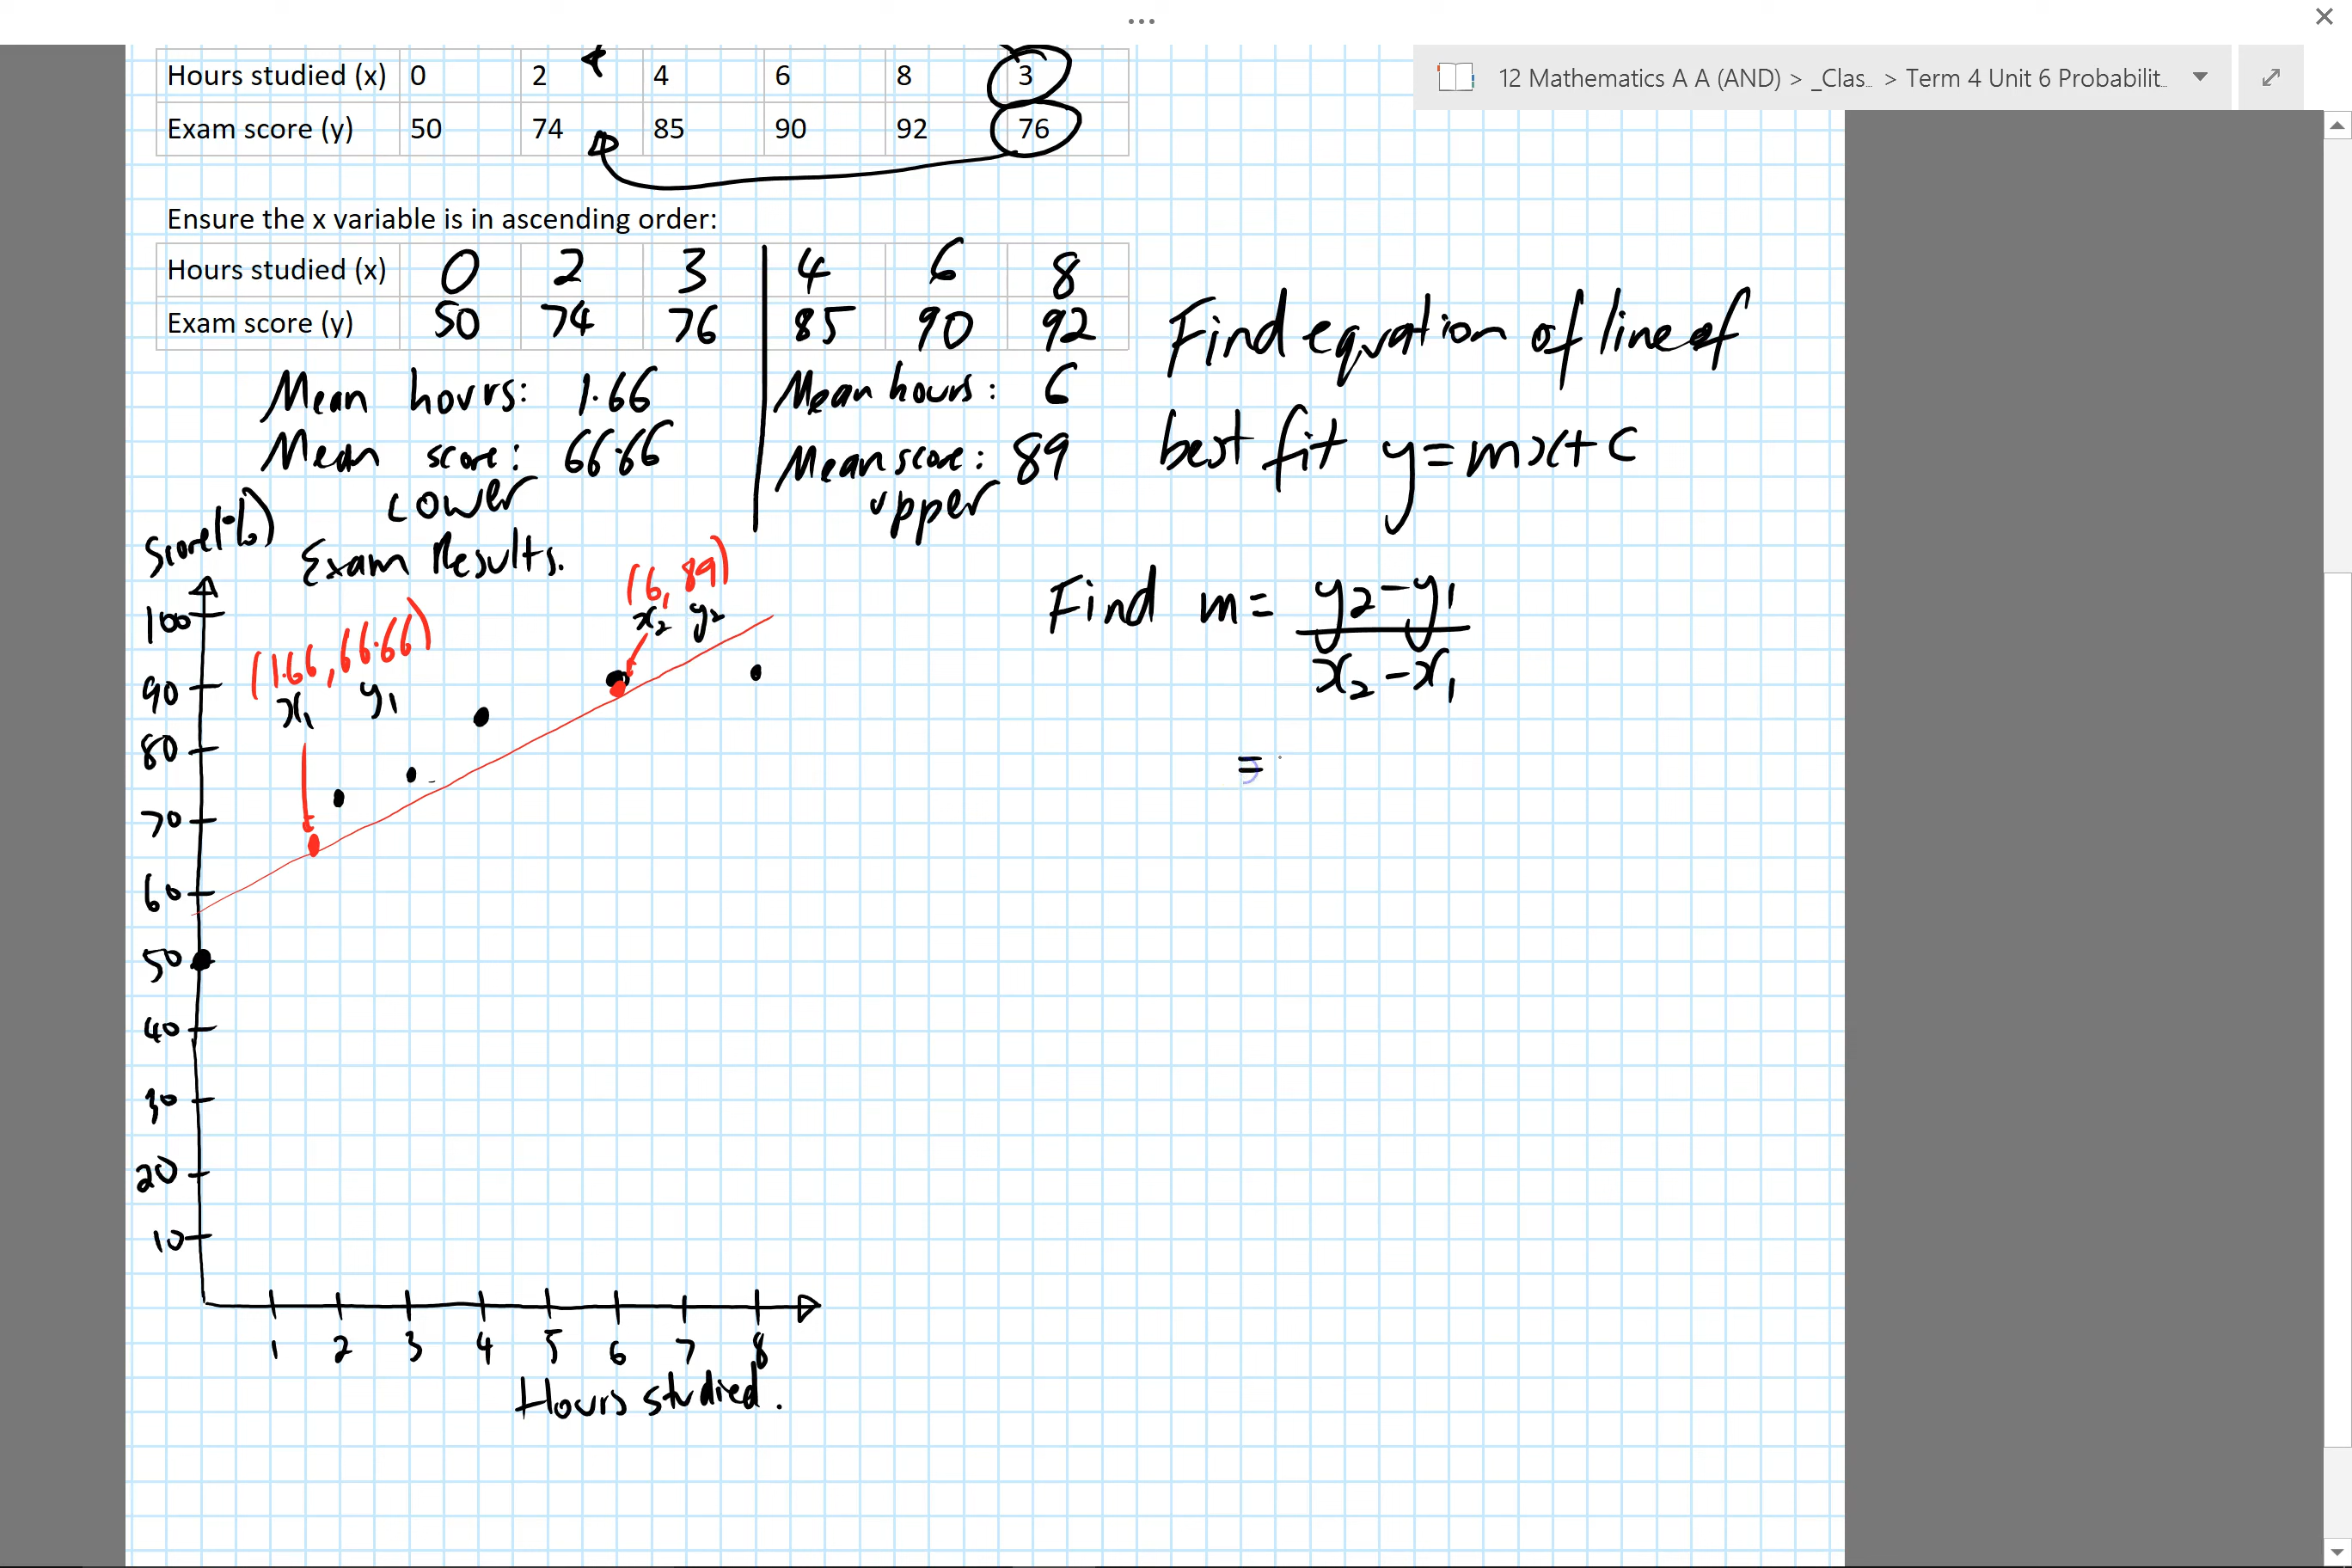 ...
12 Mathematics A A (AND) > _Clas... > Term 4 Unit 6 Probabilit...
Hours studied (x) 0 2 4 6 8 3
Exam score (y) 50 74 85 90 92 76
Ensure the x variable is in ascending order:
Hours studied (x) 0 2 3 4 6 8
Exam score (y) 50 74 76 85 90 92
Mean hours: 1.66
Mean score: 66.66
Lower
Mean hours: 6
Mean score: 89
upper
Find equation of line of
best fit y=mx+c
Find m= y2-y1
x2-x1
=
Score(%)
Exam Results.
(1.66, 66.66)
x1 y1
(6, 89)
x2 y2
100
90
80
70
60
50
40
30
20
10
1 2 3 4 5 6 7 8
Hours studied.